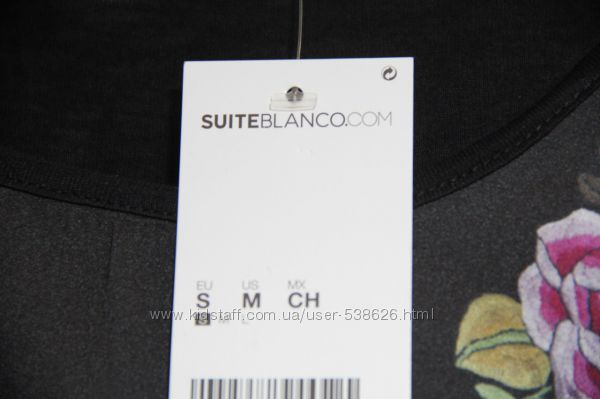 SUITEBLANCO.COM
EU US MX
S M CH
www.kidstaff.com.ua/user-538626.html
S M L